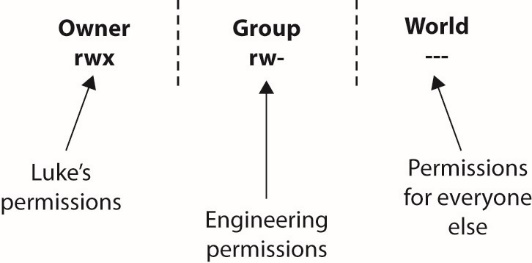 Owner
rwx
Group
rw-
World
---
Luke's
permissions
Engineering
permissions
Permissions
for everyone
else